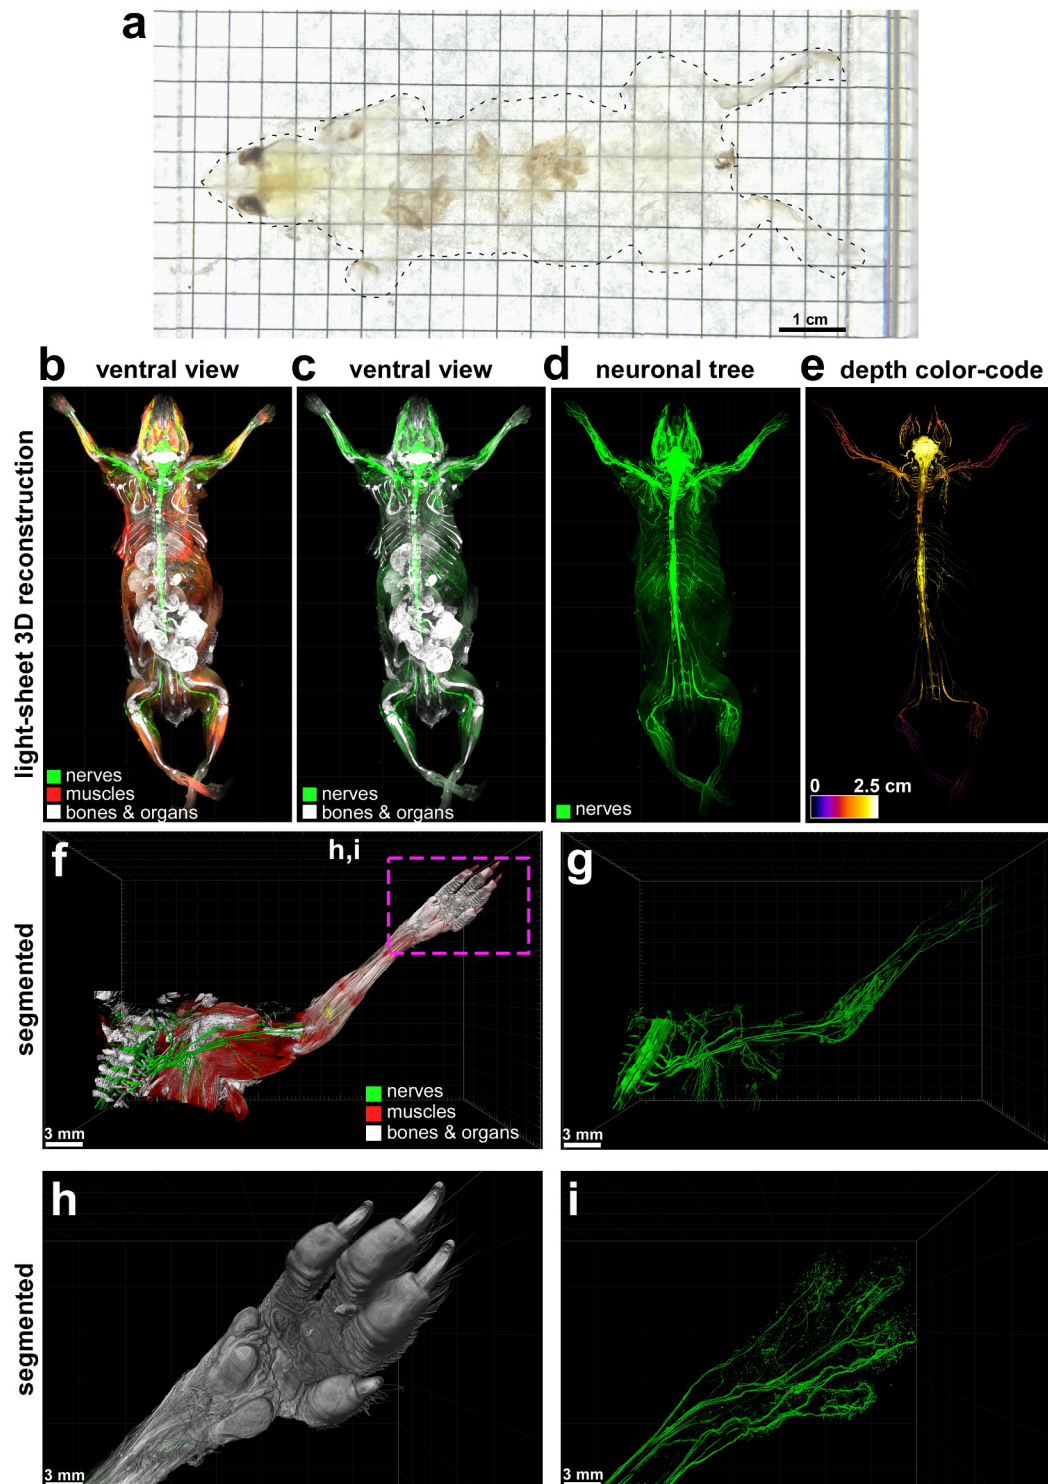 a
1 cm
b ventral view
c ventral view
d neuronal tree
e depth color-code
light-sheet 3D reconstruction
nerves
muscles
bones & organs
nerves
bones & organs
nerves
0 2.5 cm
segmented
f
h,i
nerves
muscles
bones & organs
3 mm
g
3 mm
segmented
h
3 mm
i
3 mm